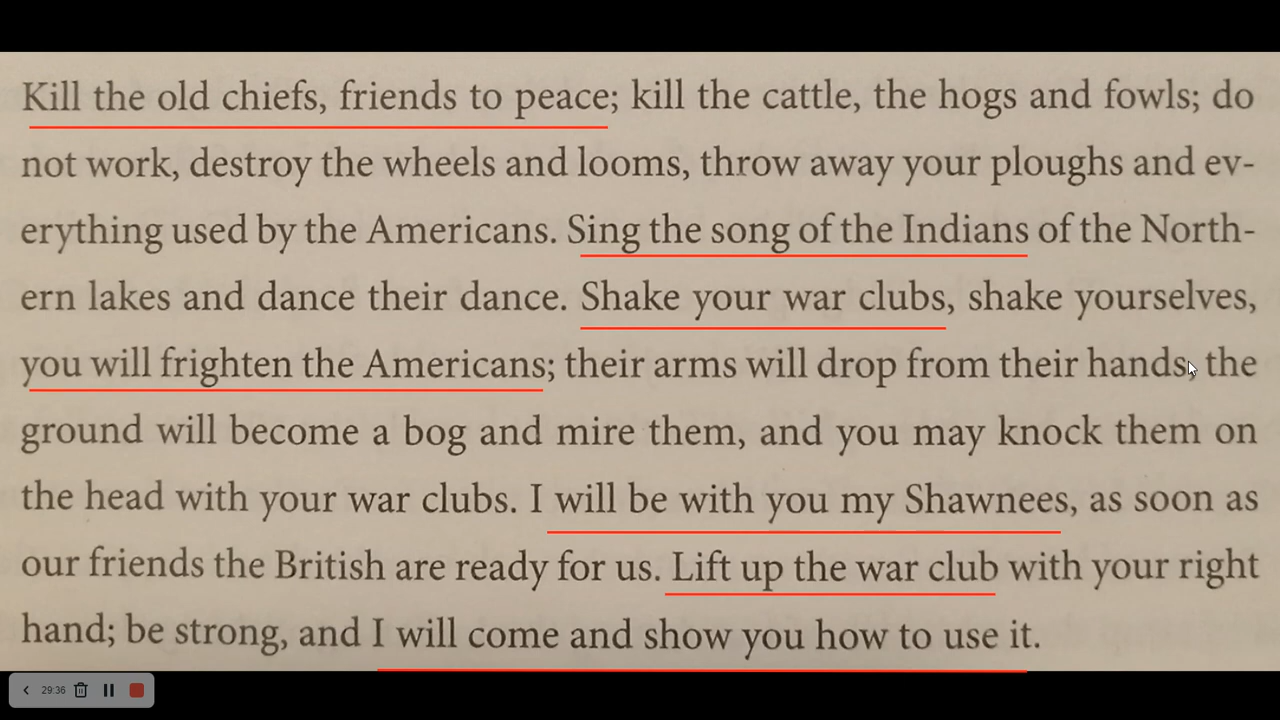 Kill the old chiefs, friends to peace; kill the cattle, the hogs and fowls; do
not work, destroy the wheels and looms, throw away your ploughs and ev-
erything used by the Americans. Sing the song of the Indians of the North-
ern lakes and dance their dance. Shake your war clubs, shake yourselves,
you will frighten the Americans; their arms will drop from their hands, the
ground will become a bog and mire them, and you may knock them on
the head with your war clubs. I will be with you my Shawnees, as soon as
our friends the British are ready for us. Lift up the war club with your right
hand; be strong, and I will come and show you how to use it.
29:36